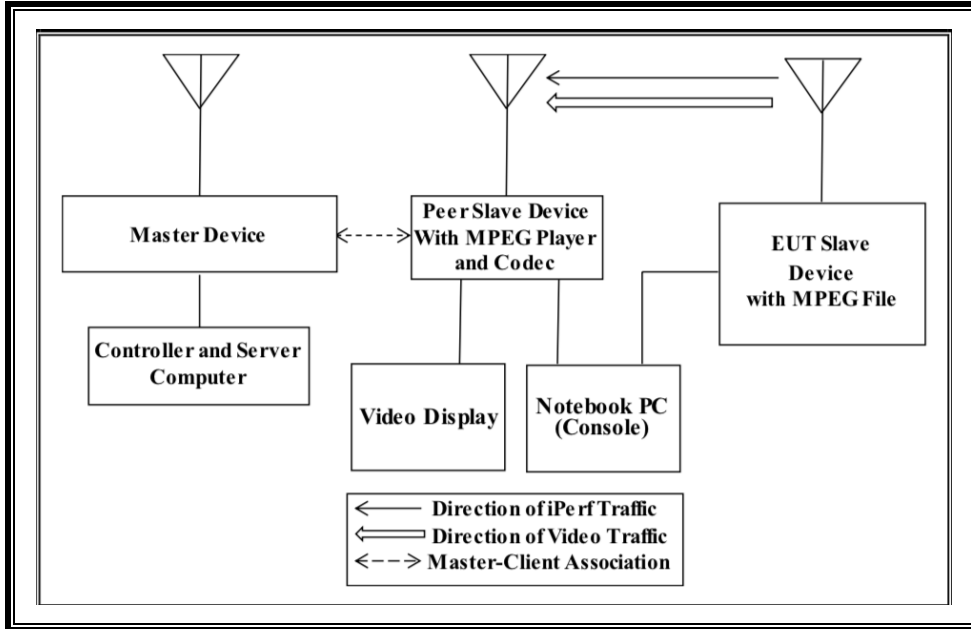 Master Device
Peer Slave Device
With MPEG Player
and Codec
EUT Slave
Device
with MPEG File
Controller and Server
Computer
Video Display
Notebook PC
(Console)
Direction of iPerf Traffic
Direction of Video Traffic
Master-Client Association